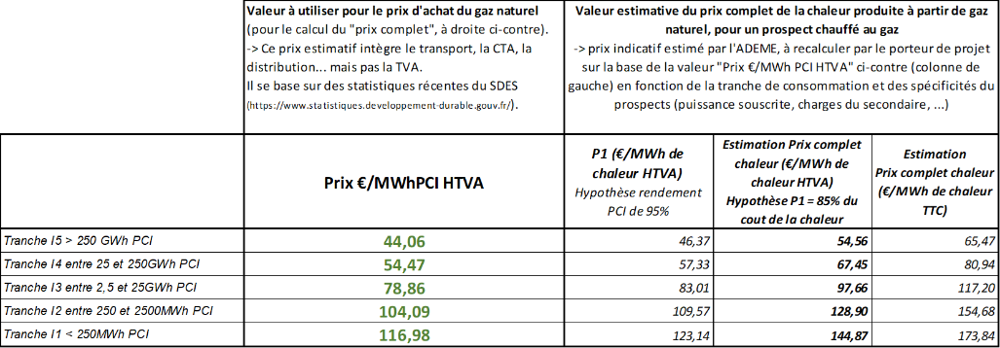 Valeur à utiliser pour le prix d'achat du gaz naturel
(pour le calcul du "prix complet", à droite ci-contre).
-> Ce prix estimatif intègre le transport, la CTA, la
distribution... mais pas la TVA.
Il se base sur des statistiques récentes du SDES
(https://www.statistiques.developpement-durable.gouv.fr/).
Valeur estimative du prix complet de la chaleur produite à partir de gaz
naturel, pour un prospect chauffé au gaz
-> prix indicatif estimé par l'ADEME, à recalculer par le porteur de projet
sur la base de la valeur "Prix €/MWh PCI HTVA" ci-contre (colonne de
gauche) en fonction de la tranche de consommation et des spécificités du
prospects (puissance souscrite, charges du secondaire, ...)
Prix €/MWhPCI HTVA
P1 (€/MWh de
chaleur HTVA)
Hypothèse rendement
PCI de 95%
Estimation Prix complet
chaleur (€/MWh de
chaleur HTVA)
Hypothèse P1 = 85% du
cout de la chaleur
Estimation
Prix complet chaleur
(€/MWh de chaleur
TTC)
Tranche I5 > 250 GWh PCI 44,06 46,37 54,56 65,47
Tranche I4 entre 25 et 250GWh PCI 54,47 57,33 67,45 80,94
Tranche I3 entre 2,5 et 25GWh PCI 78,86 83,01 97,66 117,20
Tranche I2 entre 250 et 2500MWh PCI 104,09 109,57 128,90 154,68
Tranche I1 < 250MWh PCI 116,98 123,14 144,87 173,84